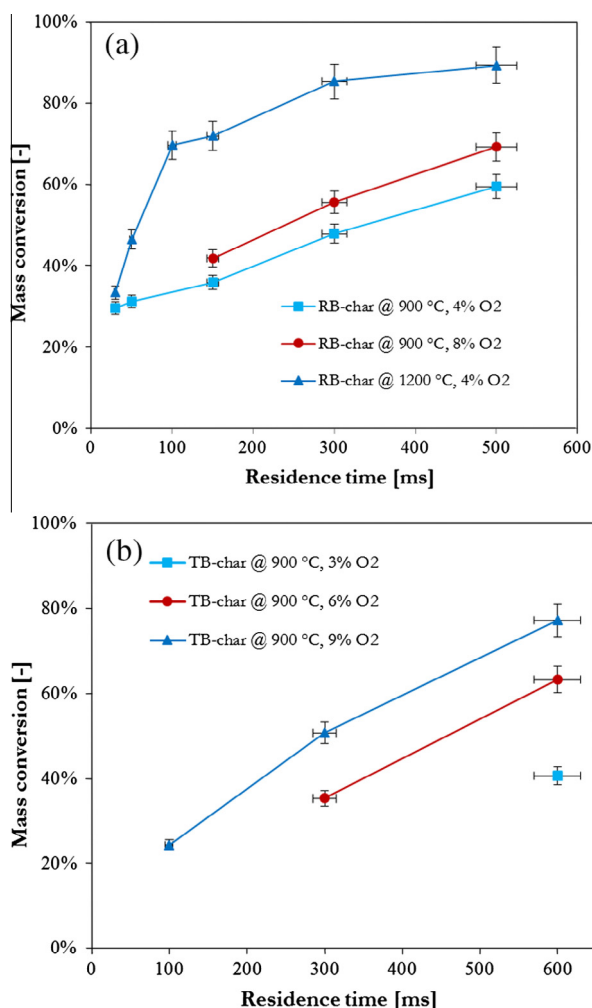 (a)
100%
80%
60%
40%
20%
0%
Mass conversion [-]
RB-char @ 900 °C, 4% O2
RB-char @ 900 °C, 8% O2
RB-char @ 1200 °C, 4% O2
0 100 200 300 400 500 600
Residence time [ms]
(b)
100%
80%
60%
40%
20%
0%
Mass conversion [-]
TB-char @ 900 °C, 3% O2
TB-char @ 900 °C, 6% O2
TB-char @ 900 °C, 9% O2
0 100 200 300 400 500 600
Residence time [ms]